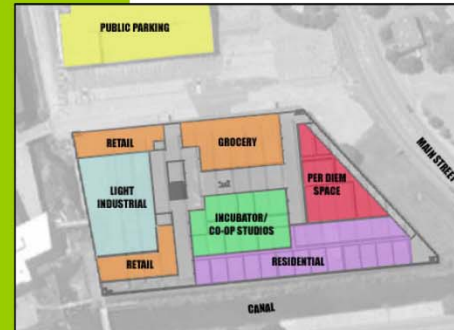 PUBLIC PARKING
RETAIL
GROCERY
MAIN STREET
LIGHT
INDUSTRIAL
PER DIEM
SPACE
INCUBATOR/
CO-OP STUDIOS
RETAIL
RESIDENTIAL
CANAL